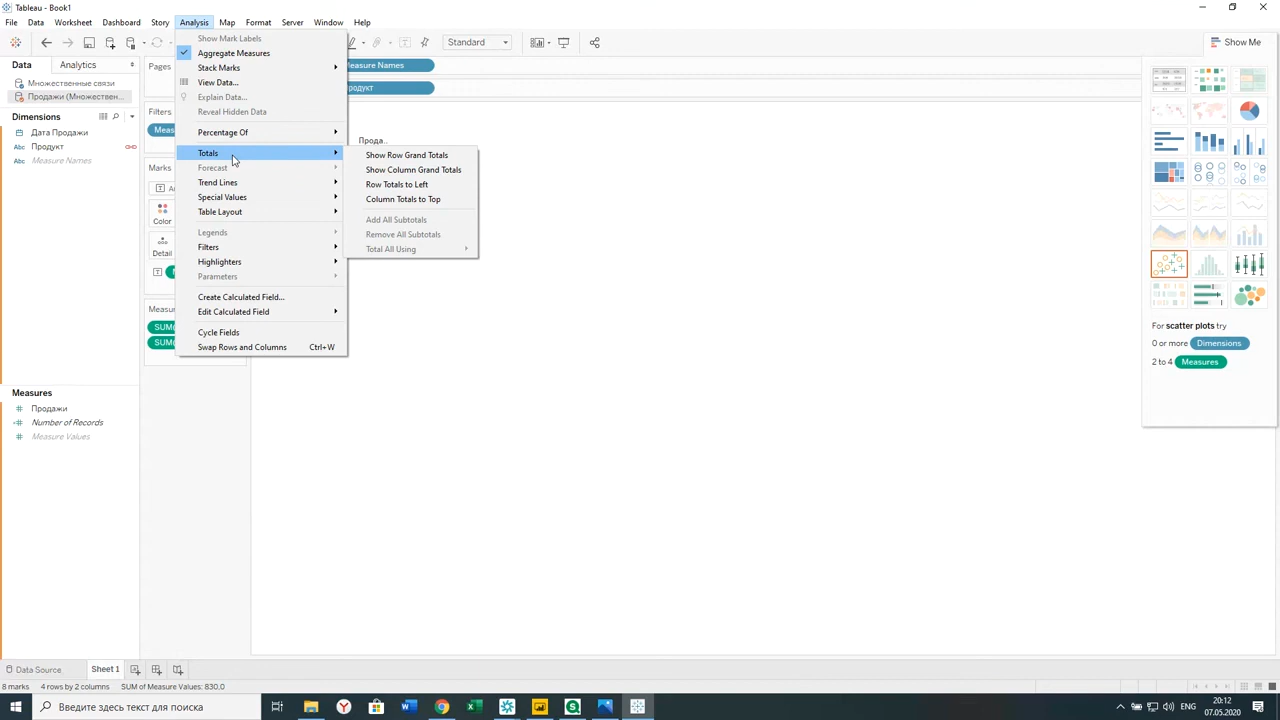 Tableau - Book1
File Data Worksheet Dashboard Story Analysis Map Format Server Window Help
Standard
Show Me
Data Analytics
Множественные связи
Продажи (Множествен...
Dimensions
Дата Продажи
Abc Продукт
Abc Measure Names
Measures
Продажи
Number of Records
Measure Values
Pages
Filters
Marks
Color
Detail
SUM(
SUM(
Show Mark Labels
Aggregate Measures
Stack Marks
View Data...
Explain Data...
Reveal Hidden Data
Percentage Of
Totals
Forecast
Trend Lines
Special Values
Table Layout
Legends
Filters
Highlighters
Parameters
Create Calculated Field...
Edit Calculated Field
Cycle Fields
Swap Rows and Columns Ctrl+W
Show Row Grand Totals
Show Column Grand Totals
Row Totals to Left
Column Totals to Top
Add All Subtotals
Remove All Subtotals
Total All Using
Прода..
For scatter plots try
0 or more Dimensions
2 to 4 Measures
Data Source Sheet 1
8 marks 4 rows by 2 columns SUM of Measure Values: 830,0
Введите здесь текст для поиска
ENG
20:12
07.05.2020